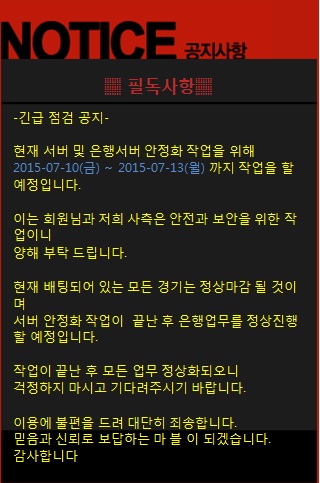 NOTICE 공지사항
▒ 필독사항▒
-긴급 점검 공지-
현재 서버 및 은행서버 안정화 작업을 위해
2015-07-10(금) ~ 2015-07-13(월) 까지 작업을 할
예정입니다.
이는 회원님과 저희 사측은 안전과 보안을 위한 작
업이니
양해 부탁 드립니다.
현재 배팅되어 있는 모든 경기는 정상마감 될 것이
며
서버 안정화 작업이 끝난 후 은행업무를 정상진행
할 예정입니다.
작업이 끝난 후 모든 업무 정상화되오니
걱정하지 마시고 기다려주시기 바랍니다.
이용에 불편을 드려 대단히 죄송합니다.
믿음과 신뢰로 보답하는 마 블 이 되겠습니다.
감사합니다